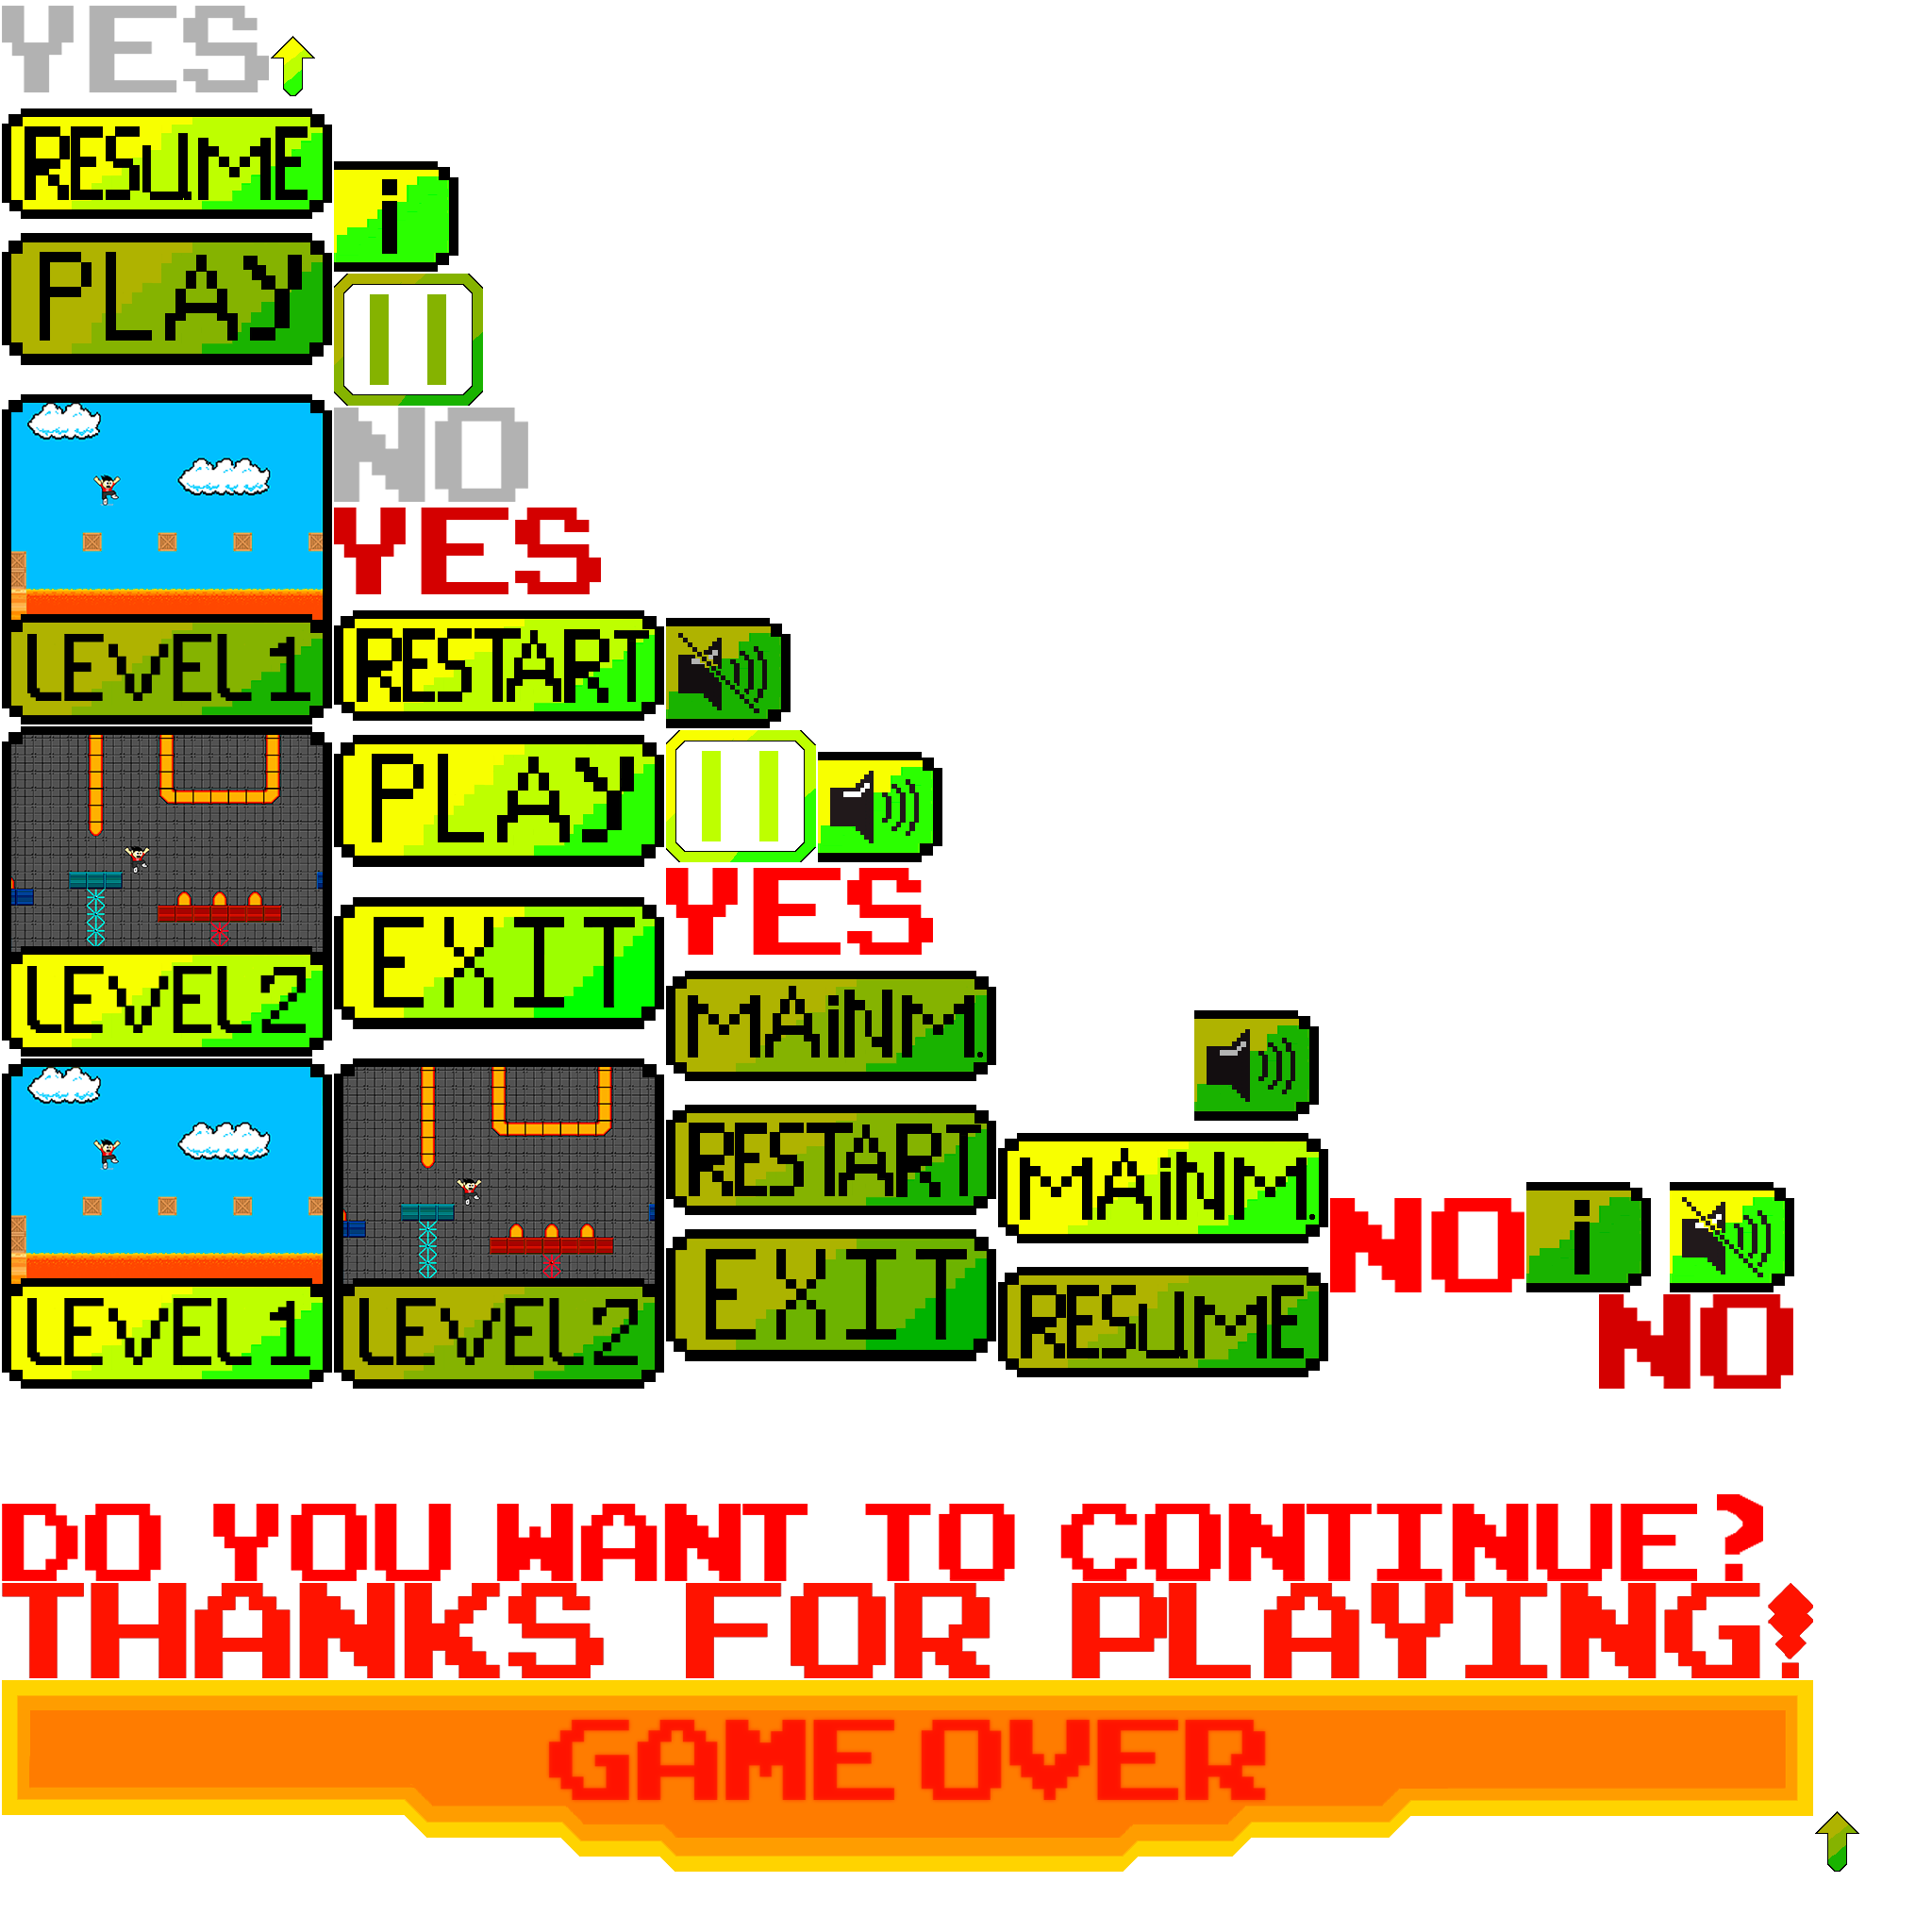 YES
RESUME
i
PLAY
NO
YES
LEVEL1
RESTART
PLAY
YES
EXIT
LEVEL2
MAiNM.
RESTART
MAiNM.
NO
i
EXIT
RESUME
LEVEL1
LEVEL2
NO
DO YOU WANT TO CONTINUE?
THANKS FOR PLAYING!
GAME OVER